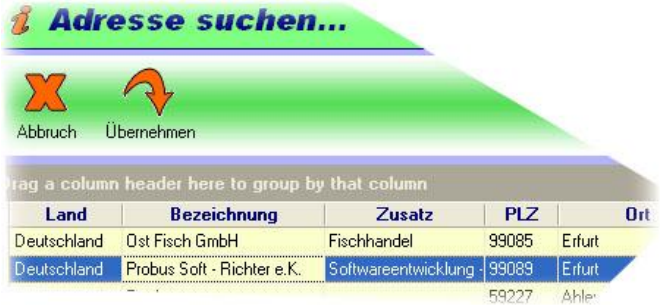 i Adresse suchen...
Abbruch Übernehmen
Drag a column header here to group by that column
Land Bezeichnung Zusatz PLZ Ort
Deutschland Ost Fisch GmbH Fischhandel 99085 Erfurt
Deutschland Probus Soft - Richter e.K. Softwareentwicklung - 99089 Erfurt
59227